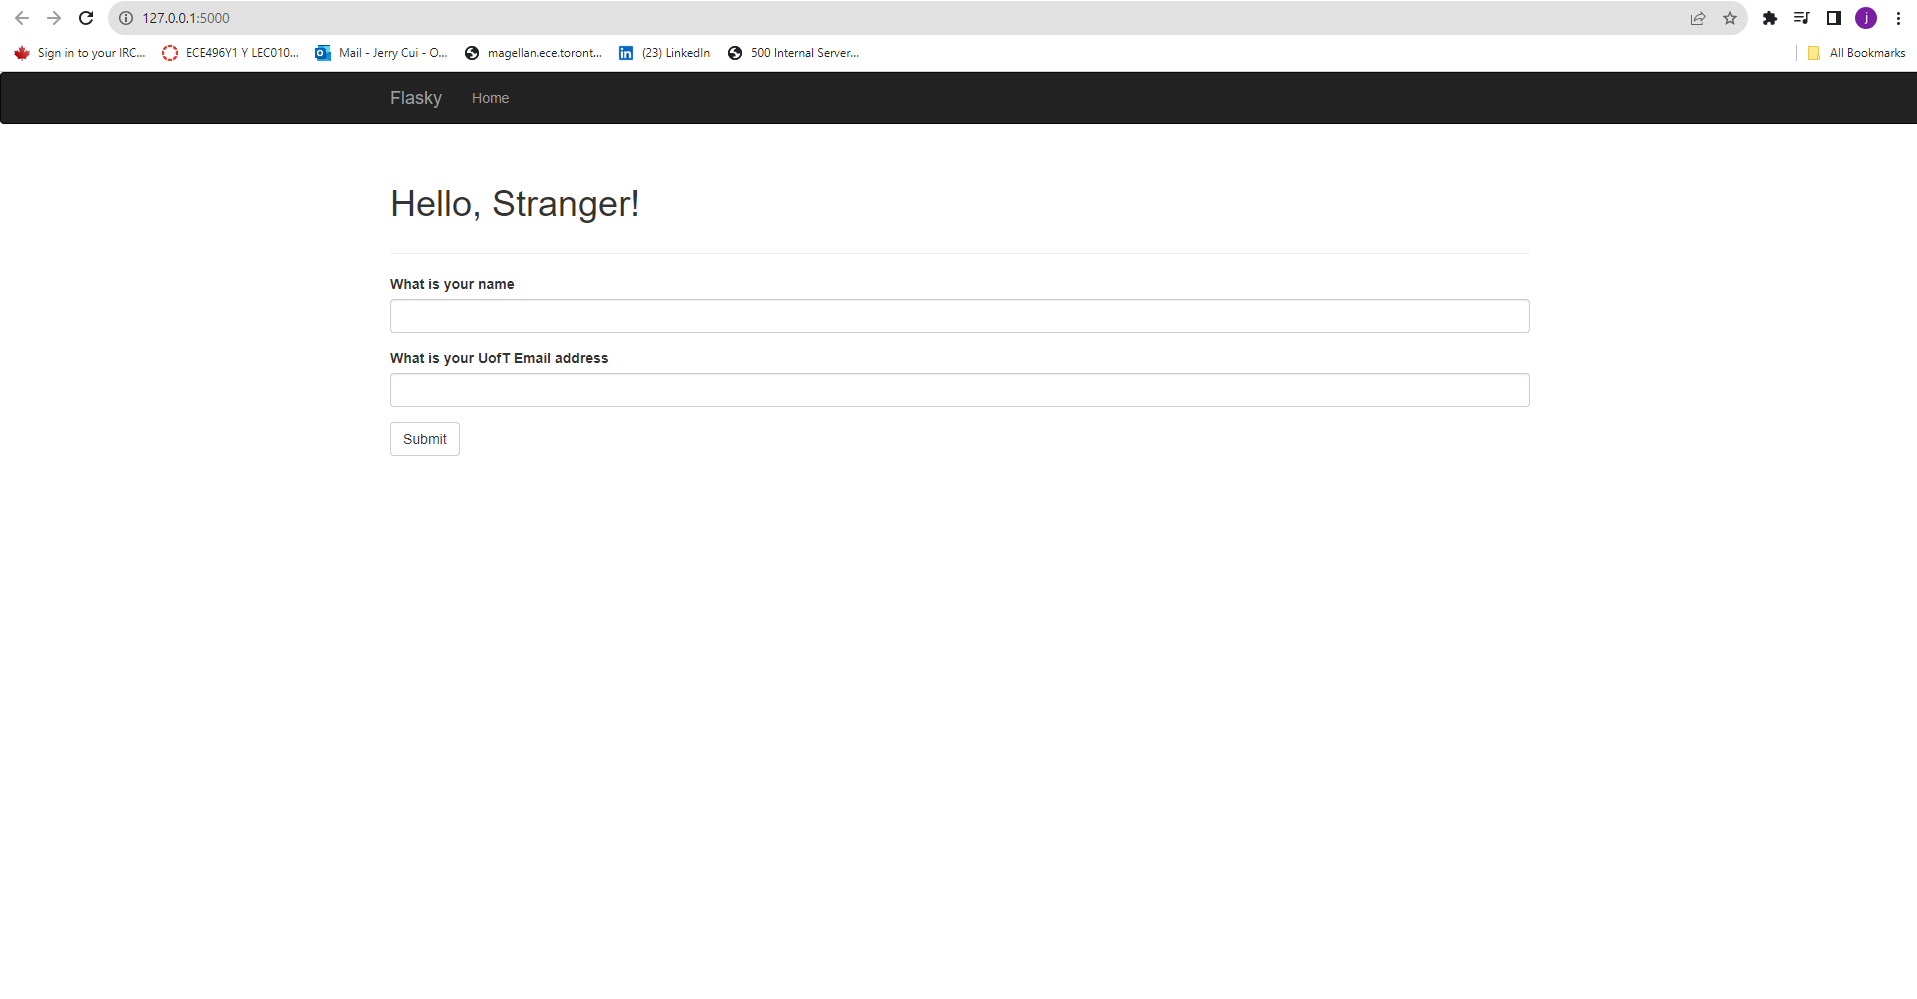 127.0.0.1:5000
j
Sign in to your IRC... ECE496Y1 Y LEC010... Mail - Jerry Cui - O... magellan.ece.toront... (23) LinkedIn 500 Internal Server... All Bookmarks
Flasky Home
Hello, Stranger!
What is your name
What is your UofT Email address
Submit